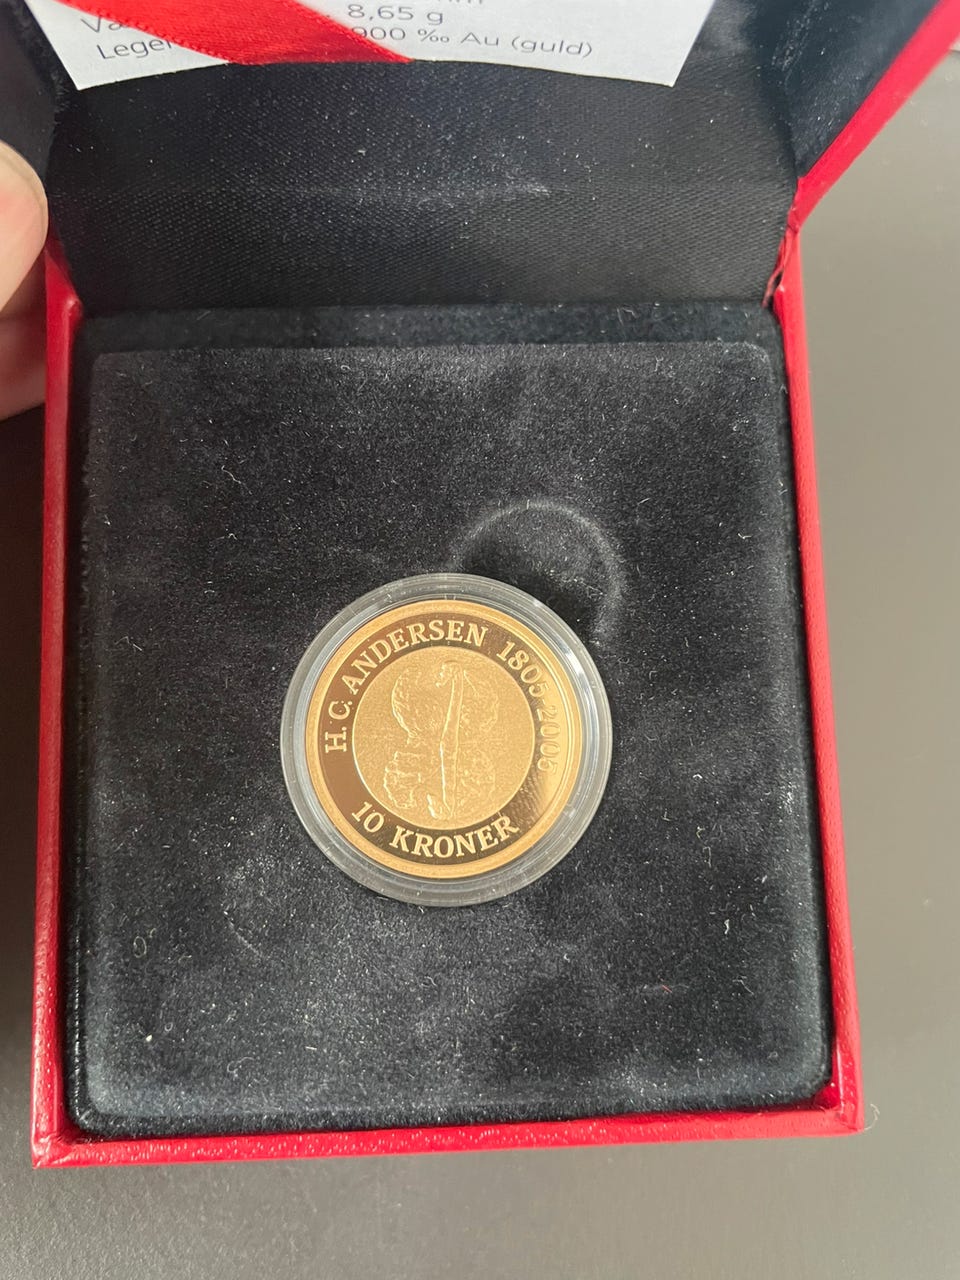 8,65 g
900 ‰ Au (guld)
H. C. ANDERSEN 1805-2005
10 KRONER